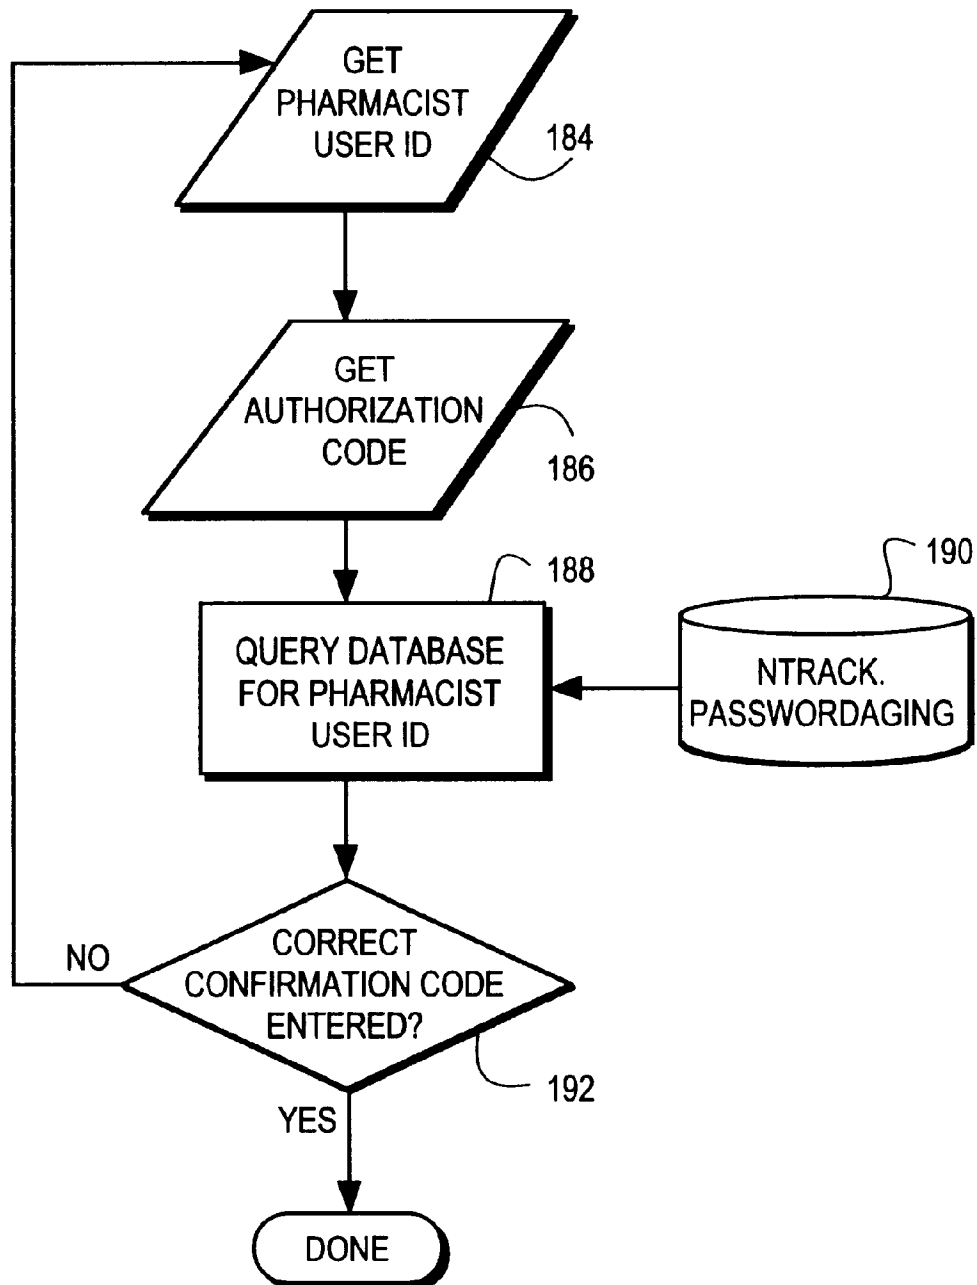 GET
PHARMACIST
USER ID
184
GET
AUTHORIZATION
CODE
186
188
190
QUERY DATABASE
FOR PHARMACIST
USER ID
NTRACK.
PASSWORDAGING
NO
CORRECT
CONFIRMATION CODE
ENTERED?
192
YES
DONE